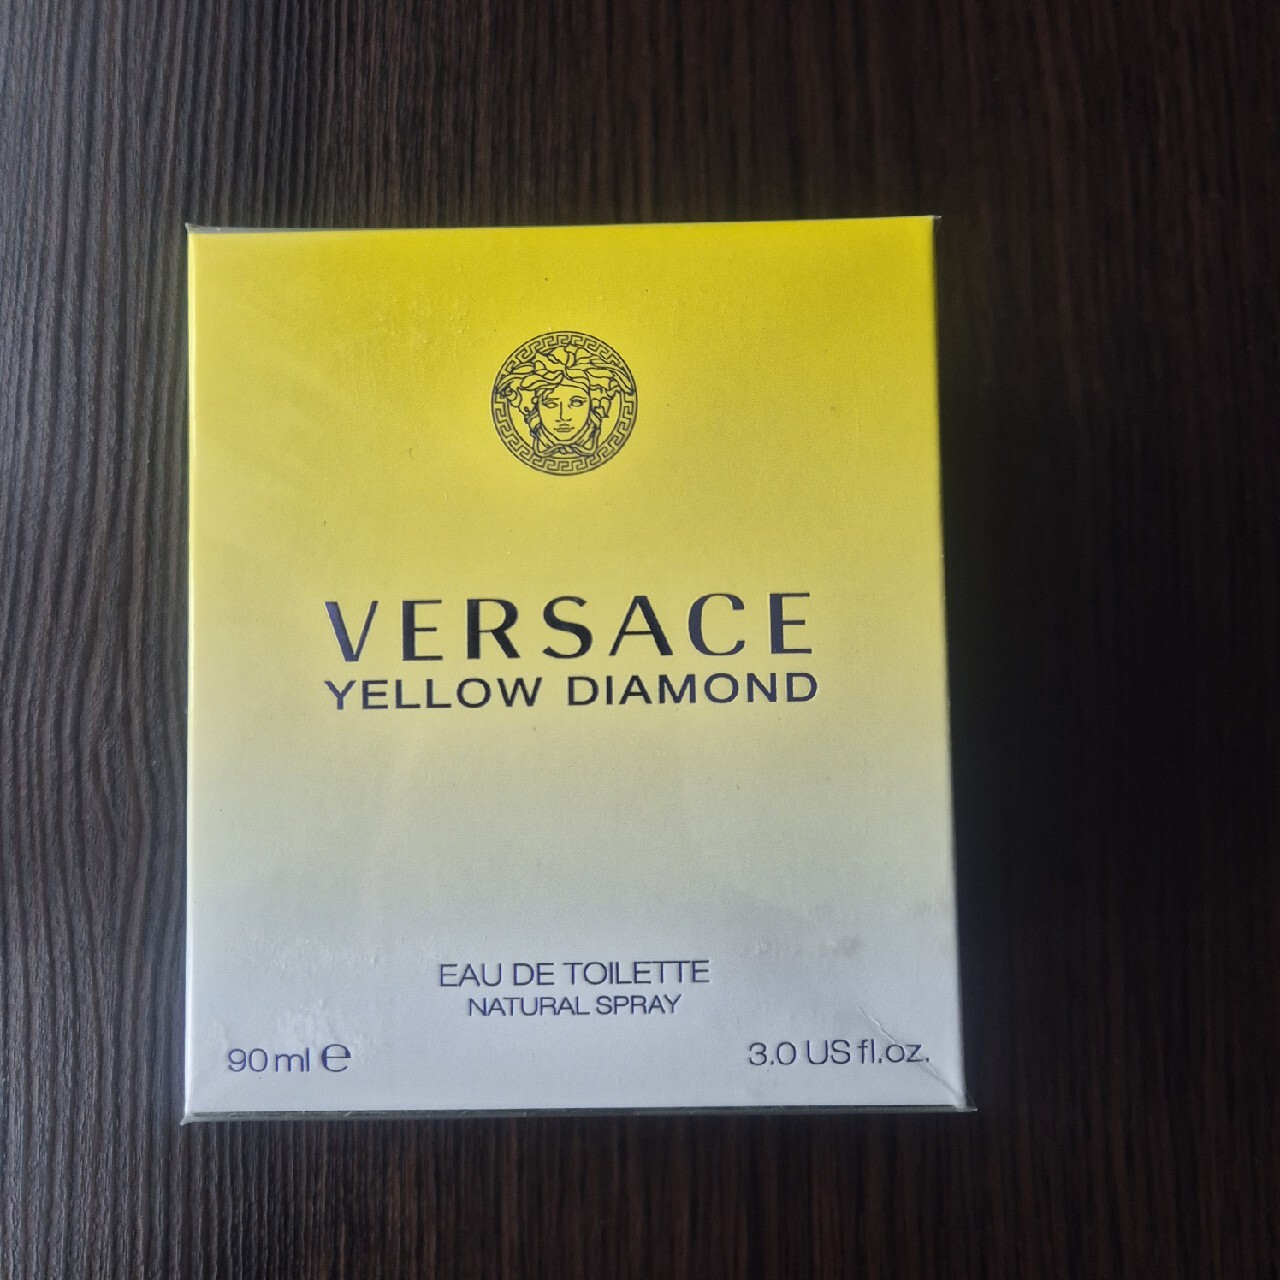 VERSACE
YELLOW DIAMOND
EAU DE TOILETTE
NATURAL SPRAY
90 ml ℮
3.0 US fl.oz.